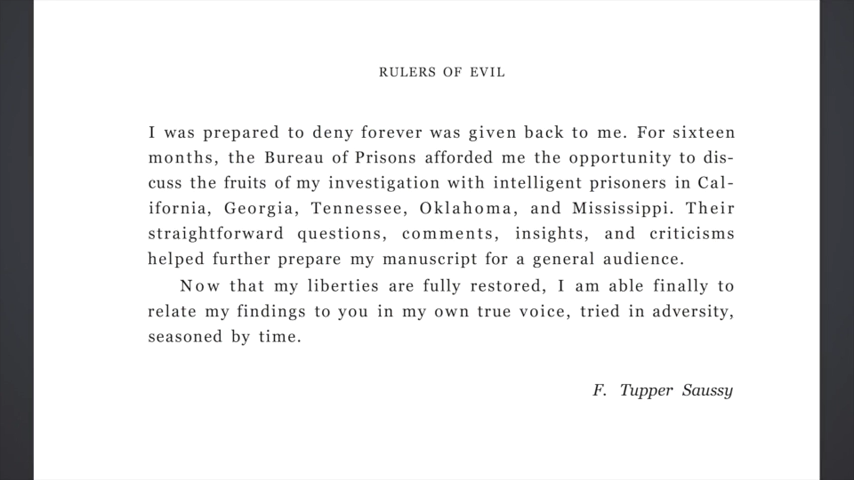 RULERS OF EVIL
I was prepared to deny forever was given back to me. For sixteen
months, the Bureau of Prisons afforded me the opportunity to dis-
cuss the fruits of my investigation with intelligent prisoners in Cal-
ifornia, Georgia, Tennessee, Oklahoma, and Mississippi. Their
straightforward questions, comments, insights, and criticisms
helped further prepare my manuscript for a general audience.
Now that my liberties are fully restored, I am able finally to
relate my findings to you in my own true voice, tried in adversity,
seasoned by time.
F. Tupper Saussy